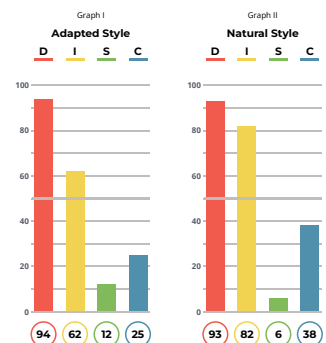 Graph I
Adapted Style
D I S C
100
80
60
40
20
0
94 62 12 25
Graph II
Natural Style
D I S C
100
80
60
40
20
0
93 82 6 38